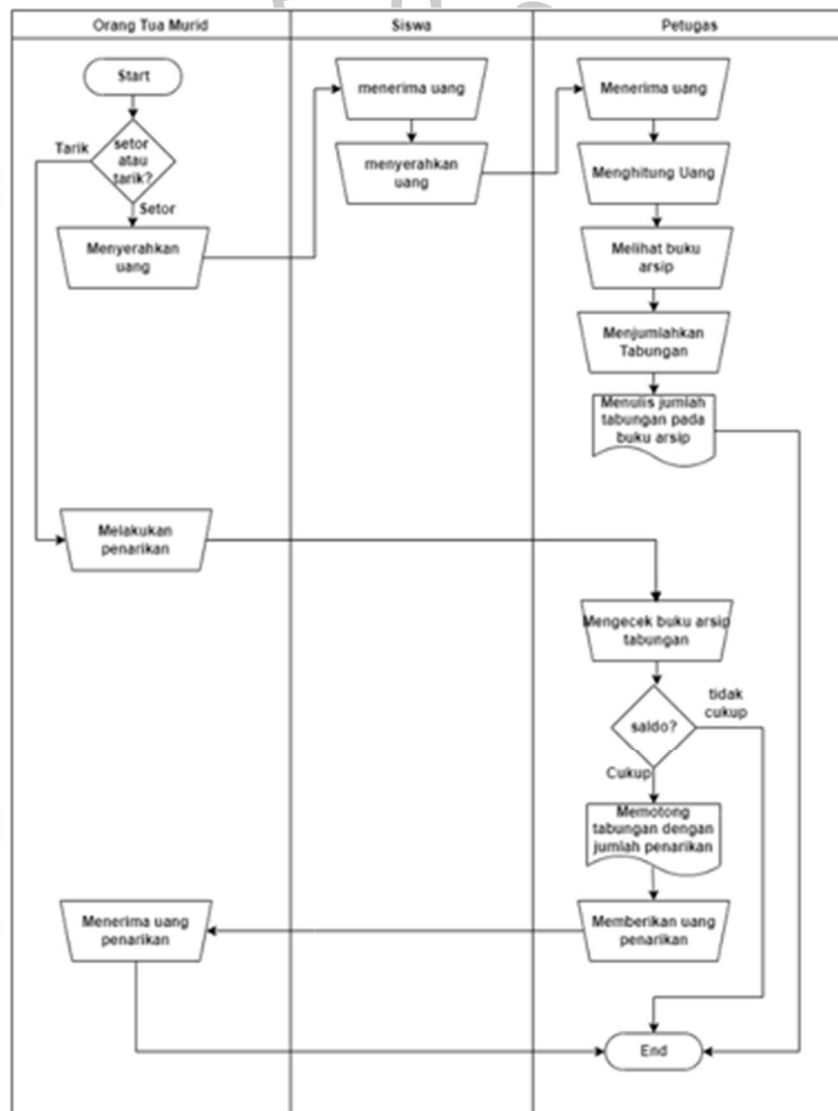 Orang Tua Murid
Siswa
Petugas
Start
setor
atau
tarik?
Tarik
Setor
Menyerahkan
uang
menerima uang
menyerahkan
uang
Menerima uang
Menghitung Uang
Melihat buku
arsip
Menjumlahkan
Tabungan
Menulis jumlah
tabungan pada
buku arsip
Melakukan
penarikan
Mengecek buku arsip
tabungan
saldo?
tidak
cukup
Cukup
Memotong
tabungan dengan
jumlah penarikan
Memberikan uang
penarikan
Menerima uang
penarikan
End